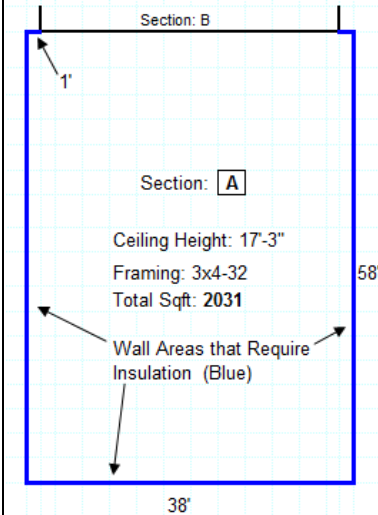 Section: B
1'
Section: A
Ceiling Height: 17'-3"
Framing: 3x4-32
58'
Total Sqft: 2031
Wall Areas that Require
Insulation (Blue)
38'